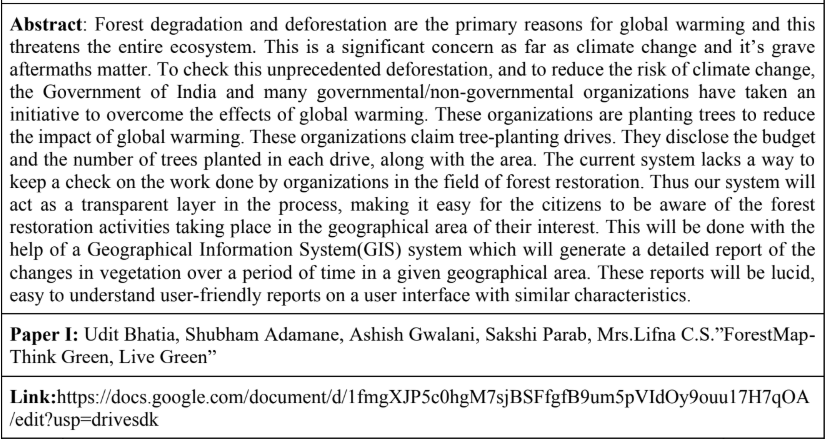 Abstract: Forest degradation and deforestation are the primary reasons for global warming and this
threatens the entire ecosystem. This is a significant concern as far as climate change and it's grave
aftermaths matter. To check this unprecedented deforestation, and to reduce the risk of climate change,
the Government of India and many governmental/non-governmental organizations have taken an
initiative to overcome the effects of global warming. These organizations are planting trees to reduce
the impact of global warming. These organizations claim tree-planting drives. They disclose the budget
and the number of trees planted in each drive, along with the area. The current system lacks a way to
keep a check on the work done by organizations in the field of forest restoration. Thus our system will
act as a transparent layer in the process, making it easy for the citizens to be aware of the forest
restoration activities taking place in the geographical area of their interest. This will be done with the
help of a Geographical Information System(GIS) system which will generate a detailed report of the
changes in vegetation over a period of time in a given geographical area. These reports will be lucid,
easy to understand user-friendly reports on a user interface with similar characteristics.
Paper I: Udit Bhatia, Shubham Adamane, Ashish Gwalani, Sakshi Parab, Mrs.Lifna C.S.”ForestMap-
Think Green, Live Green”
Link:https://docs.google.com/document/d/1fmgXJP5c0hgM7sjBSFfgfB9um5pVIdOy9ouu17H7qOA
/edit?usp=drivesdk